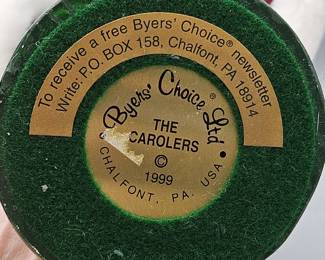 To receive a free Byers' Choice® newsletter
Write: P.O. BOX 158, Chalfont, PA 18914
Byers' Choice Ltd®
THE
CAROLERS
©
1999
CHALFONT, PA. USA